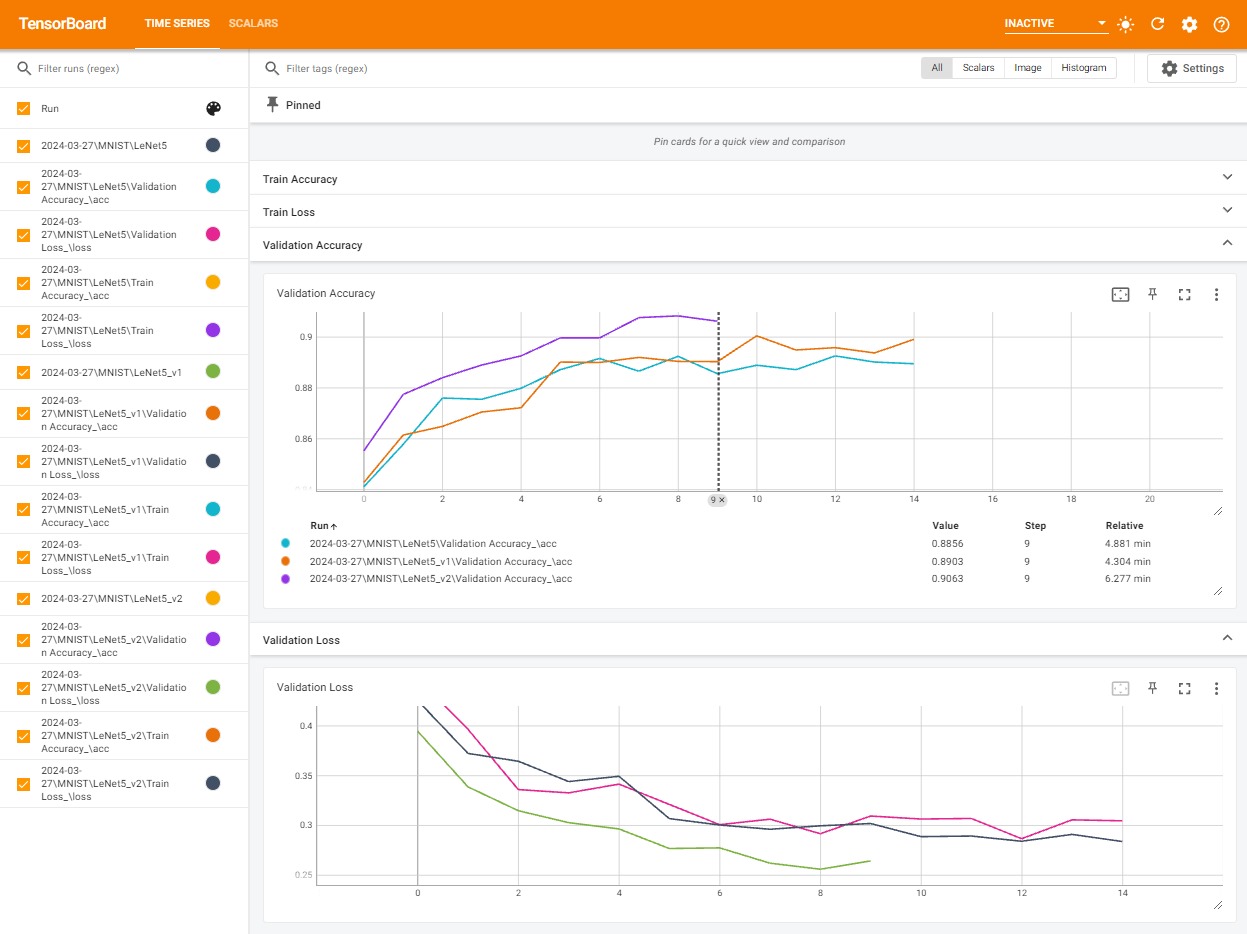 TensorBoard
TIME SERIES
SCALARS
INACTIVE
Filter runs (regex)
Run
2024-03-27\MNIST\LeNet5
2024-03-
27\MNIST\LeNet5\Validation
Accuracy_\acc
2024-03-
27\MNIST\LeNet5\Validation
Loss_\loss
2024-03-
27\MNIST\LeNet5\Train
Accuracy_\acc
2024-03-
27\MNIST\LeNet5\Train
Loss_\loss
2024-03-27\MNIST\LeNet5_v1
2024-03-
27\MNIST\LeNet5_v1\Validatio
n Accuracy_\acc
2024-03-
27\MNIST\LeNet5_v1\Validatio
n Loss_\loss
2024-03-
27\MNIST\LeNet5_v1\Train
Accuracy_\acc
2024-03-
27\MNIST\LeNet5_v1\Train
Loss_\loss
2024-03-27\MNIST\LeNet5_v2
2024-03-
27\MNIST\LeNet5_v2\Validatio
n Accuracy_\acc
2024-03-
27\MNIST\LeNet5_v2\Validatio
n Loss_\loss
2024-03-
27\MNIST\LeNet5_v2\Train
Accuracy_\acc
2024-03-
27\MNIST\LeNet5_v2\Train
Loss_\loss
Filter tags (regex)
All Scalars Image Histogram
Settings
Pinned
Pin cards for a quick view and comparison
Train Accuracy
Train Loss
Validation Accuracy
Validation Accuracy
0.9
0.88
0.86
0 2 4 6 8 9 × 10 12 14 16 18 20
Run Value Step Relative
2024-03-27\MNIST\LeNet5\Validation Accuracy_\acc 0.8856 9 4.881 min
2024-03-27\MNIST\LeNet5_v1\Validation Accuracy_\acc 0.8903 9 4.304 min
2024-03-27\MNIST\LeNet5_v2\Validation Accuracy_\acc 0.9063 9 6.277 min
Validation Loss
Validation Loss
0.4
0.35
0.3
0.25
0 2 4 6 8 10 12 14